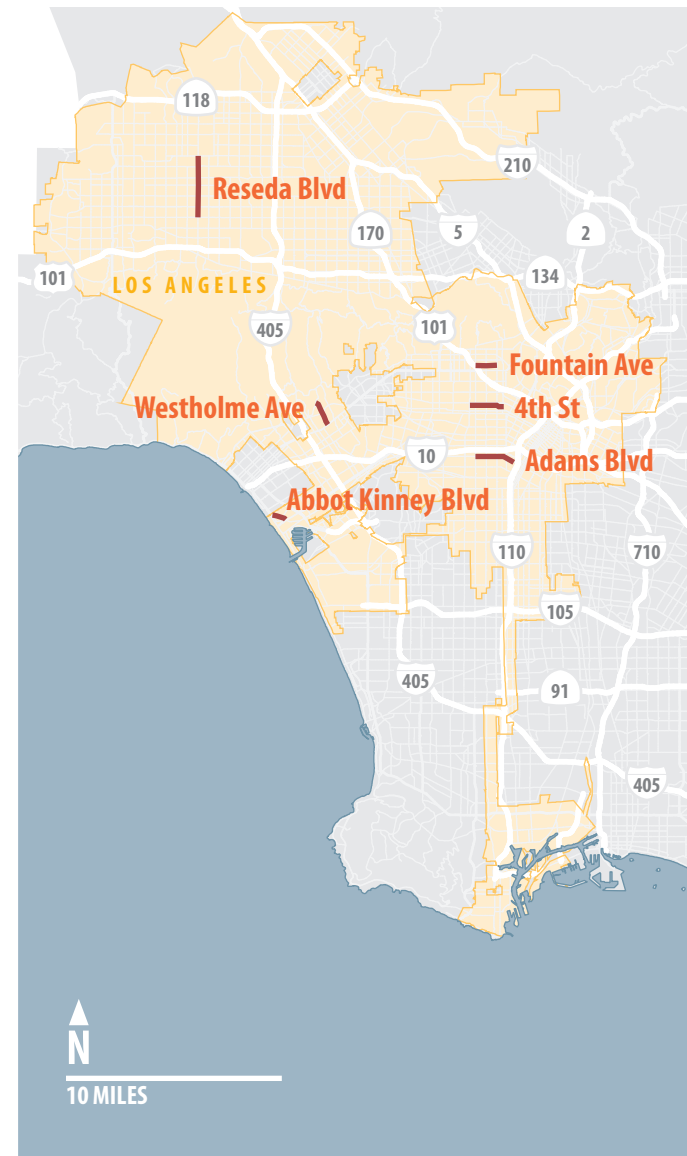 118
210
Reseda Blvd
170
5
2
101
LOS ANGELES
134
405
101
Fountain Ave
Westholme Ave
4th St
10
Adams Blvd
Abbot Kinney Blvd
110
710
105
405
91
405
N
10 MILES